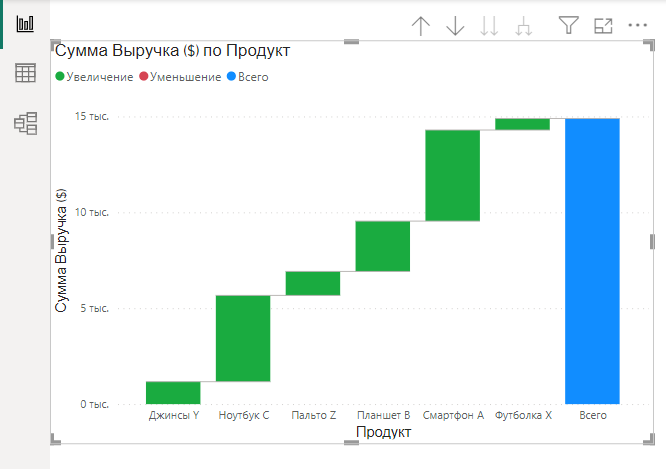 Сумма Выручка ($) по Продукт
Увеличение Уменьшение Всего
15 тыс.
10 тыс.
5 тыс.
0 тыс.
Сумма Выручка ($)
Джинсы Y Ноутбук C Пальто Z Планшет B Смартфон A Футболка X Всего
Продукт